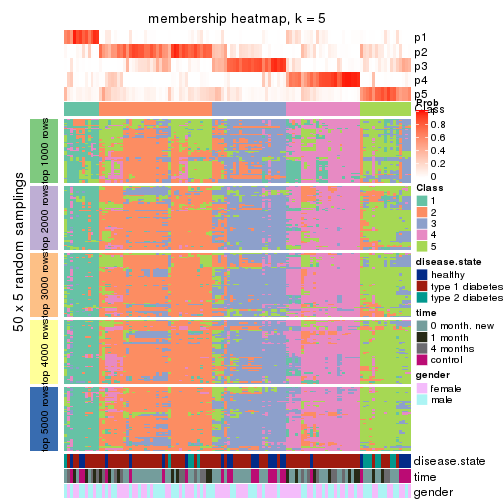 membership heatmap, k = 5
p1
p2
p3
p4
p5
Prob
Class
1
0.8
0.6
0.4
0.2
0
Class
1
2
3
4
5
disease.state
healthy
type 1 diabetes
type 2 diabetes
time
0 month. new
1 month
4 months
control
gender
female
male
50 x 5 random samplings
top 1000 rows
top 2000 rows
top 3000 rows
top 4000 rows
top 5000 rows
disease.state
time
gender